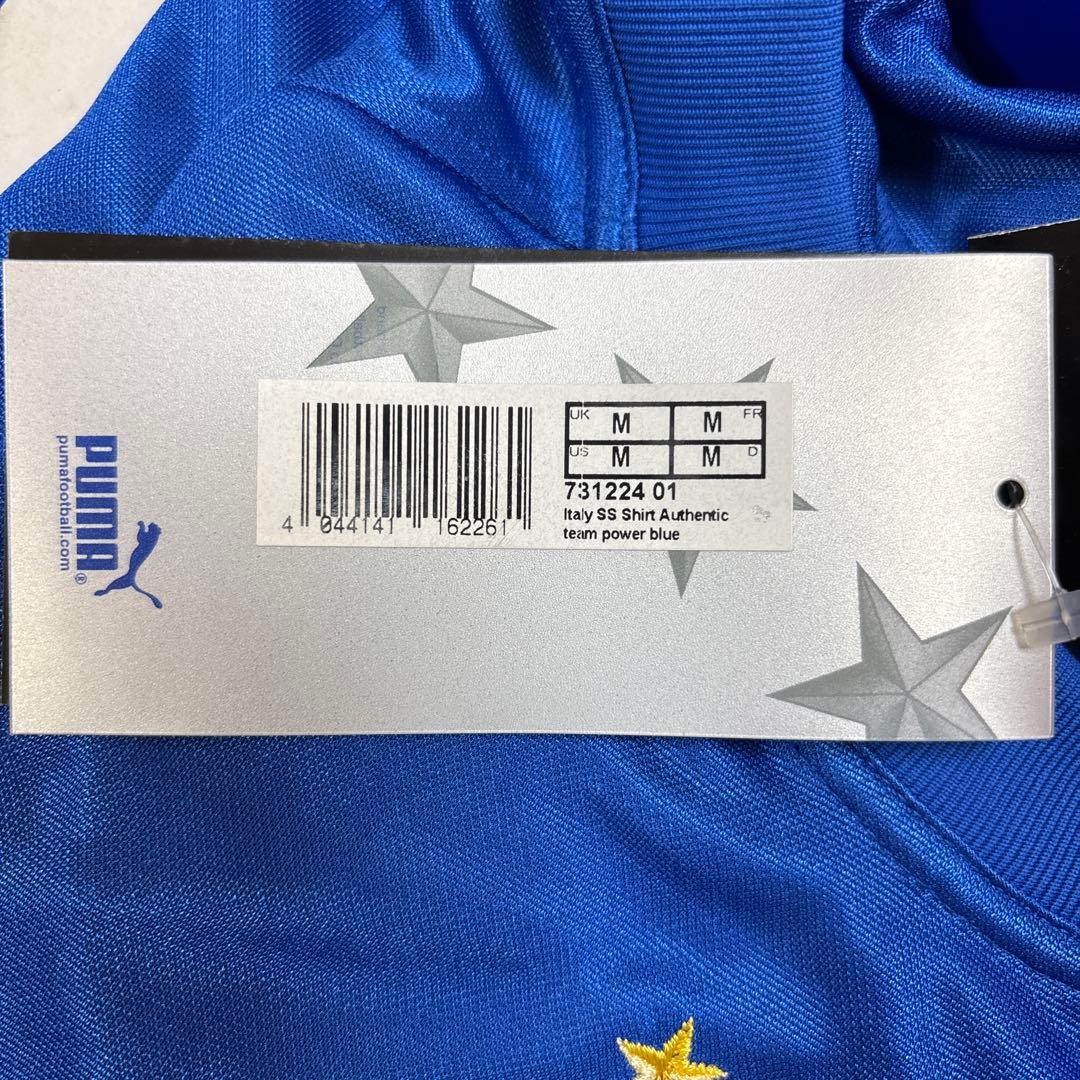 PUMA®
pumafootball.com
4 044141 162261
UK M M FR
US M M D
731224 01
Italy SS Shirt Authentic
team power blue